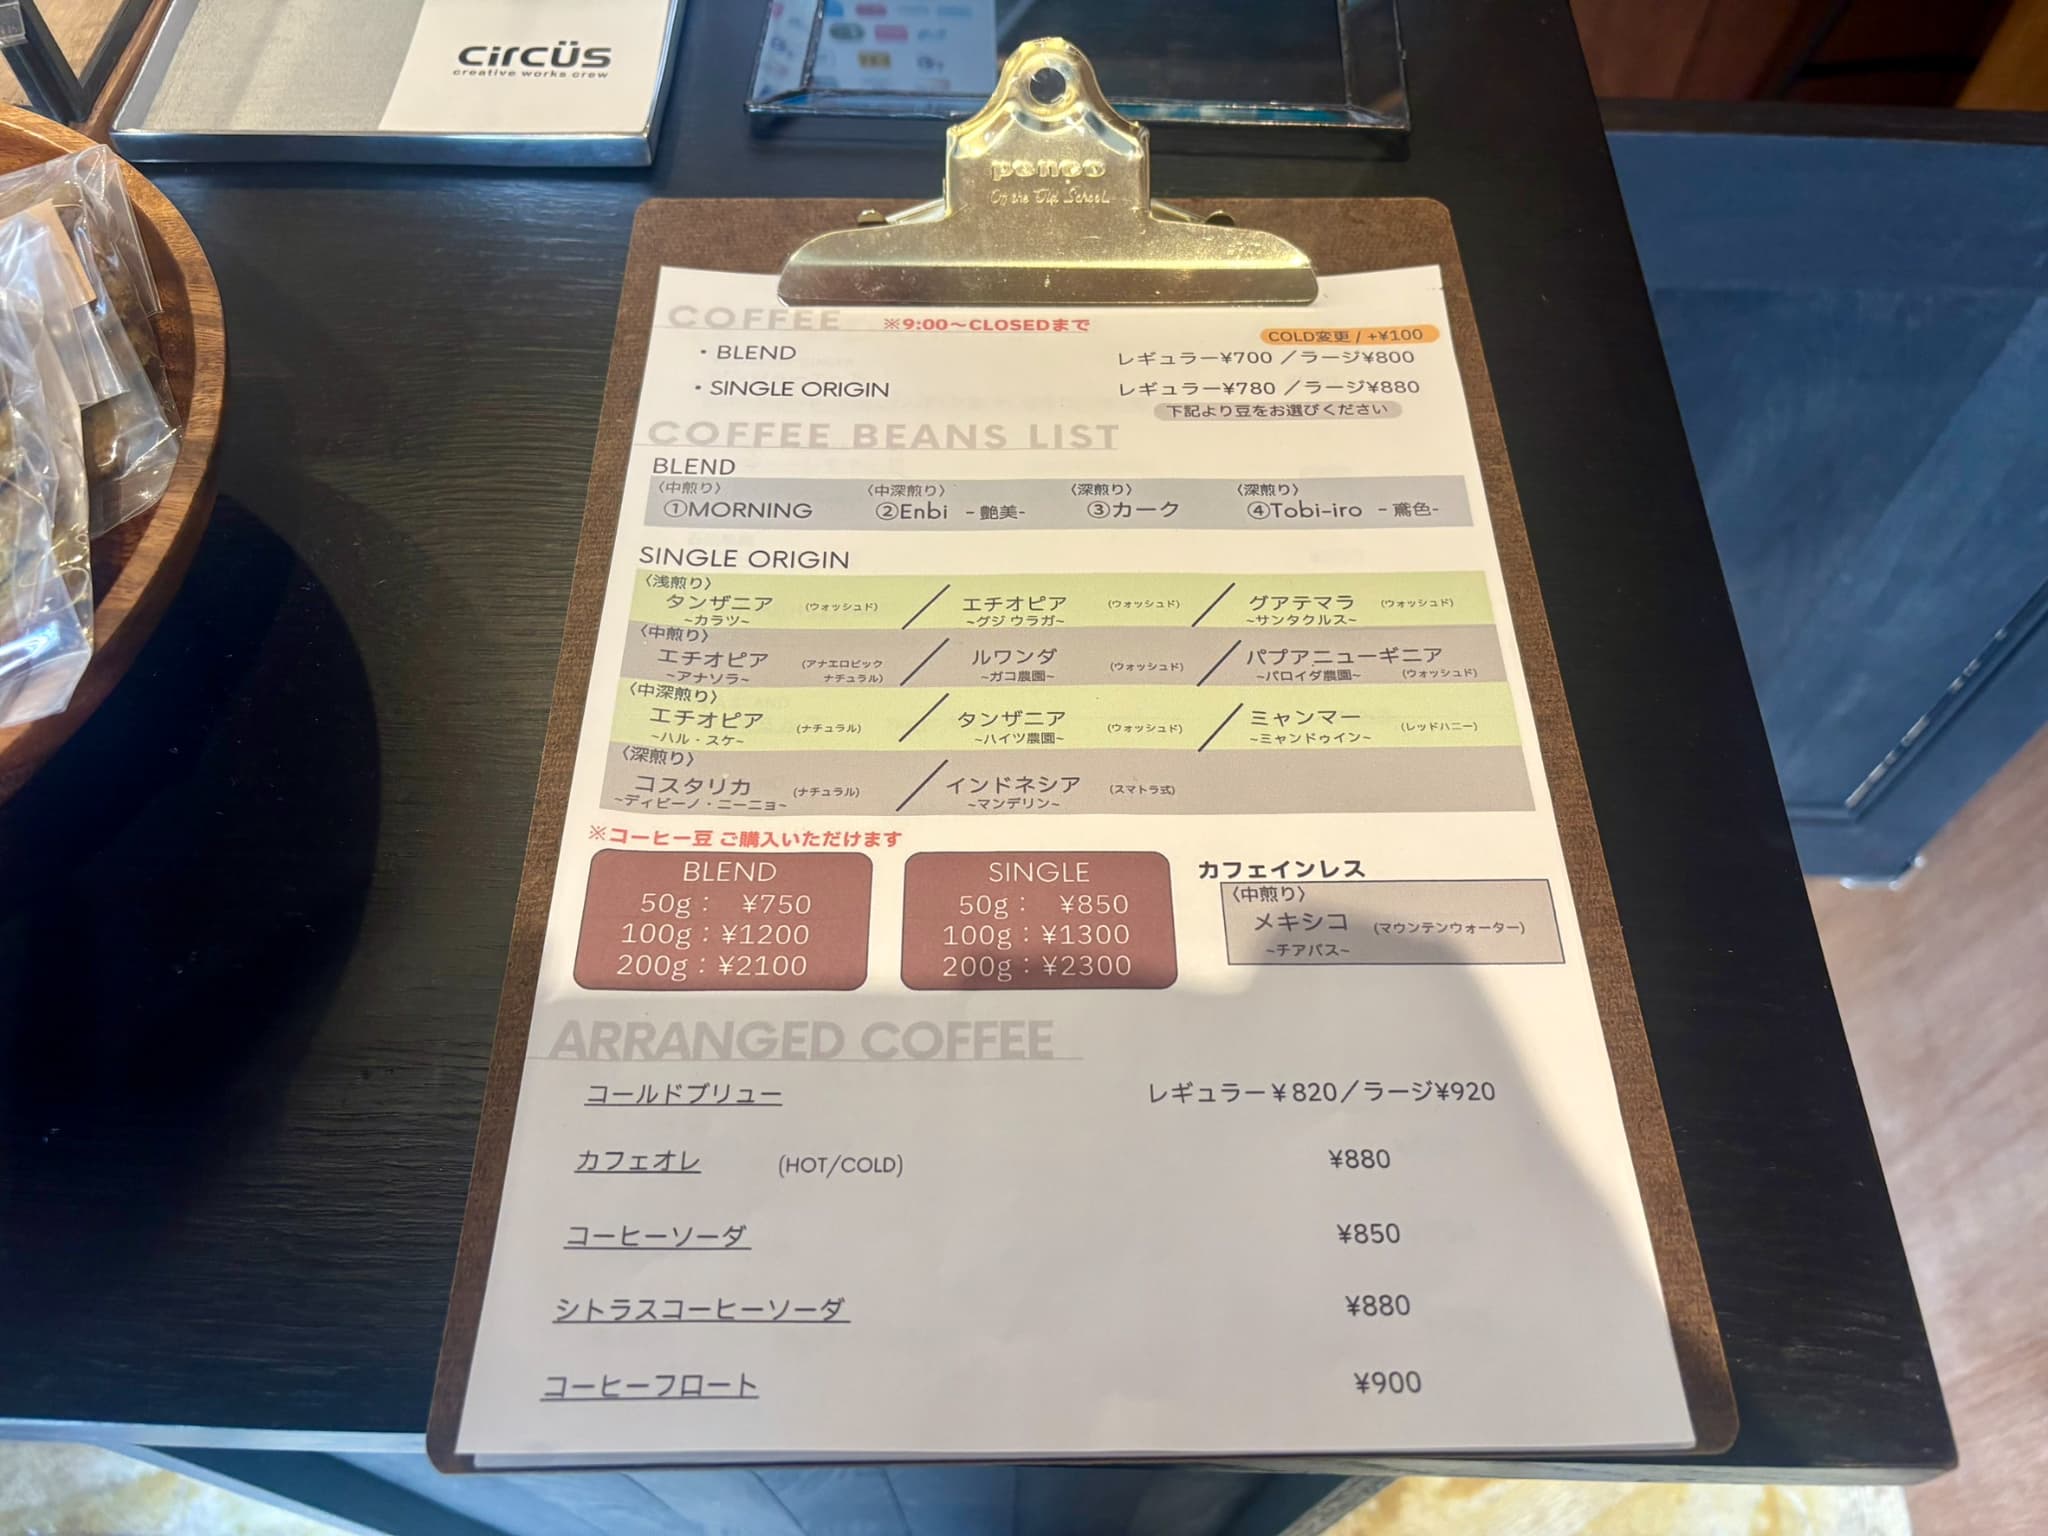 circüs
creative works crew
penco
COFFEE ※9:00〜CLOSEDまで
COLD変更 / +¥100
・BLEND レギュラー¥700 ／ラージ¥800
・SINGLE ORIGIN レギュラー¥780 ／ラージ¥880
下記より豆をお選びください
COFFEE BEANS LIST
BLEND
〈中煎り〉 〈中深煎り〉 〈深煎り〉 〈深煎り〉
①MORNING ②Enbi -艶美- ③カーク ④Tobi-iro -鳶色-
SINGLE ORIGIN
〈浅煎り〉
タンザニア (ウォッシュド) ／ エチオピア (ウォッシュド) ／ グアテマラ (ウォッシュド)
~カラツ~ ~グジ ウラガ~ ~サンタクルス~
〈中煎り〉
エチオピア (アナエロビック ナチュラル) ／ ルワンダ (ウォッシュド) ／ パプアニューギニア
~アナソラ~ ~ガコ農園~ ~バロイダ農園~ (ウォッシュド)
〈中深煎り〉
エチオピア (ナチュラル) ／ タンザニア (ウォッシュド) ／ ミャンマー (レッドハニー)
~ハル・スケ~ ~ハイツ農園~ ~ミャンドゥイン~
〈深煎り〉
コスタリカ (ナチュラル) ／ インドネシア (スマトラ式)
~ディビーノ・ニーニョ~ ~マンデリン~
※コーヒー豆 ご購入いただけます
BLEND
50g： ¥750
100g：¥1200
200g：¥2100
SINGLE
50g： ¥850
100g：¥1300
200g：¥2300
カフェインレス
〈中煎り〉
メキシコ (マウンテンウォーター)
~チアパス~
ARRANGED COFFEE
コールドブリュー レギュラー¥820／ラージ¥920
カフェオレ (HOT/COLD) ¥880
コーヒーソーダ ¥850
シトラスコーヒーソーダ ¥880
コーヒーフロート ¥900